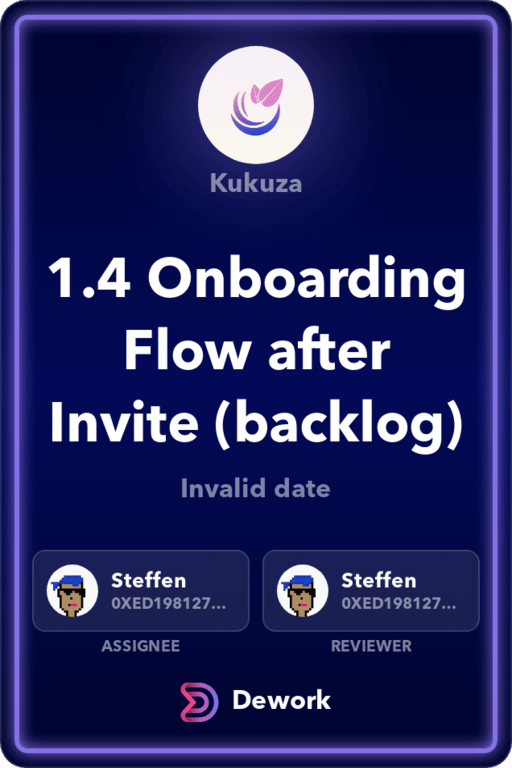 Kukuza
1.4 Onboarding
Flow after
Invite (backlog)
Invalid date
Steffen
0XED198127...
ASSIGNEE
Steffen
0XED198127...
REVIEWER
Dework